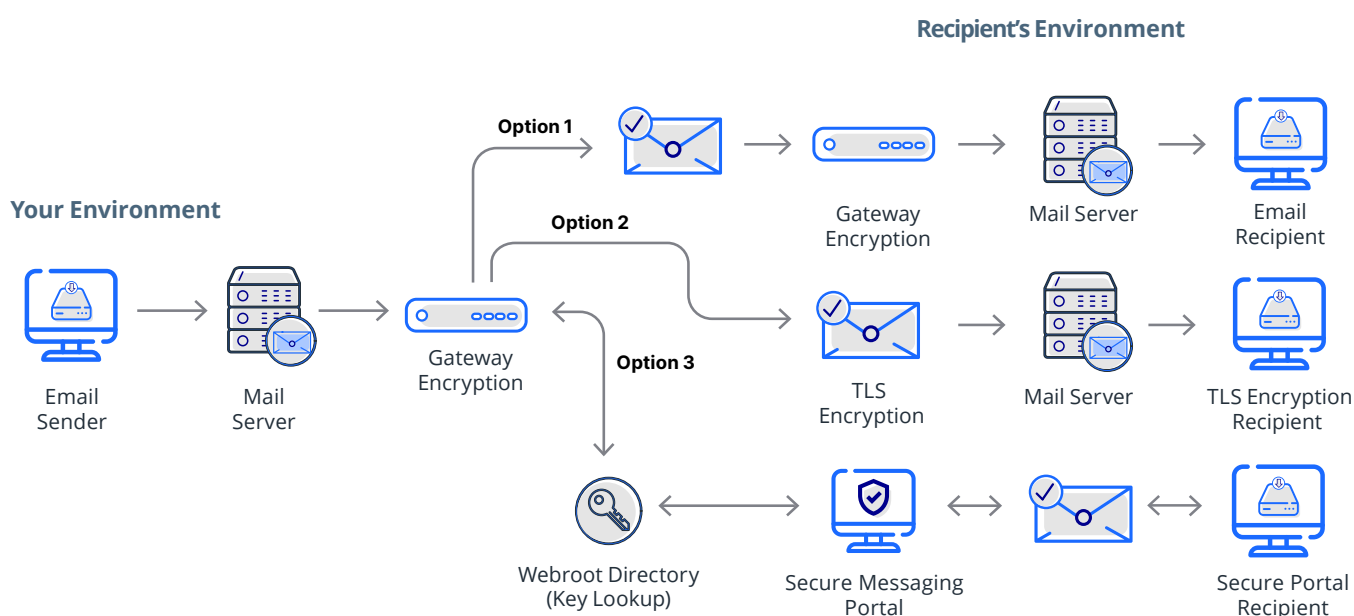 Recipient's Environment
Option 1
Your Environment
Gateway
Encryption
Mail Server
Email
Recipient
Option 2
Email
Sender
Mail
Server
Gateway
Encryption
Option 3
TLS
Encryption
Mail Server
TLS Encryption
Recipient
Webroot Directory
(Key Lookup)
Secure Messaging
Portal
Secure Portal
Recipient